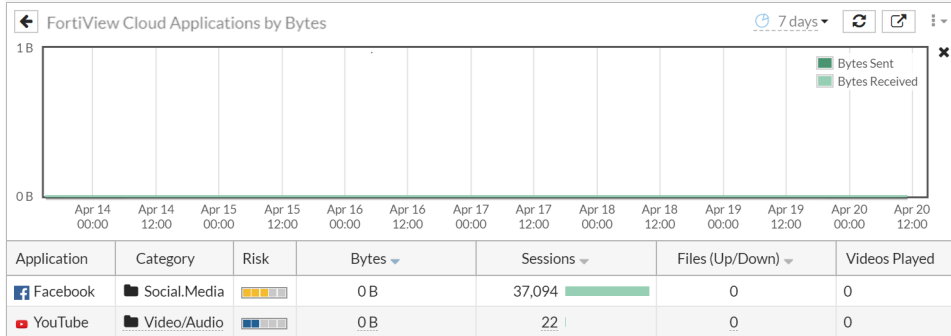 FortiView Cloud Applications by Bytes
7 days
1 B
Bytes Sent
Bytes Received
0 B
Apr 14 00:00
Apr 14 12:00
Apr 15 00:00
Apr 15 12:00
Apr 16 00:00
Apr 16 12:00
Apr 17 00:00
Apr 17 12:00
Apr 18 00:00
Apr 18 12:00
Apr 19 00:00
Apr 19 12:00
Apr 20 00:00
Apr 20 12:00
Application Category Risk Bytes Sessions Files (Up/Down) Videos Played
Facebook Social.Media 0 B 37,094 0 0
YouTube Video/Audio 0 B 22 0 0